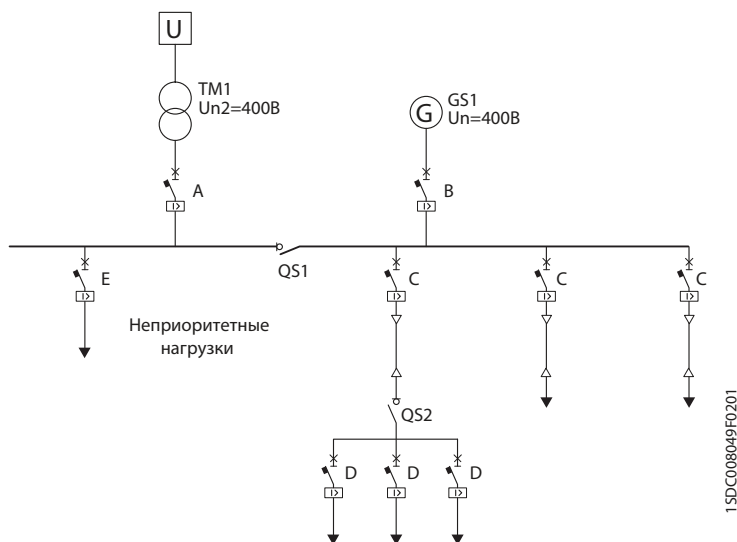 U
TM1
Un2=400В
G
GS1
Un=400В
A
B
I>
I>
QS1
E
C
C
C
I>
I>
I>
I>
Неприоритетные
нагрузки
QS2
D
D
D
I>
I>
I>
1SDC008049F0201